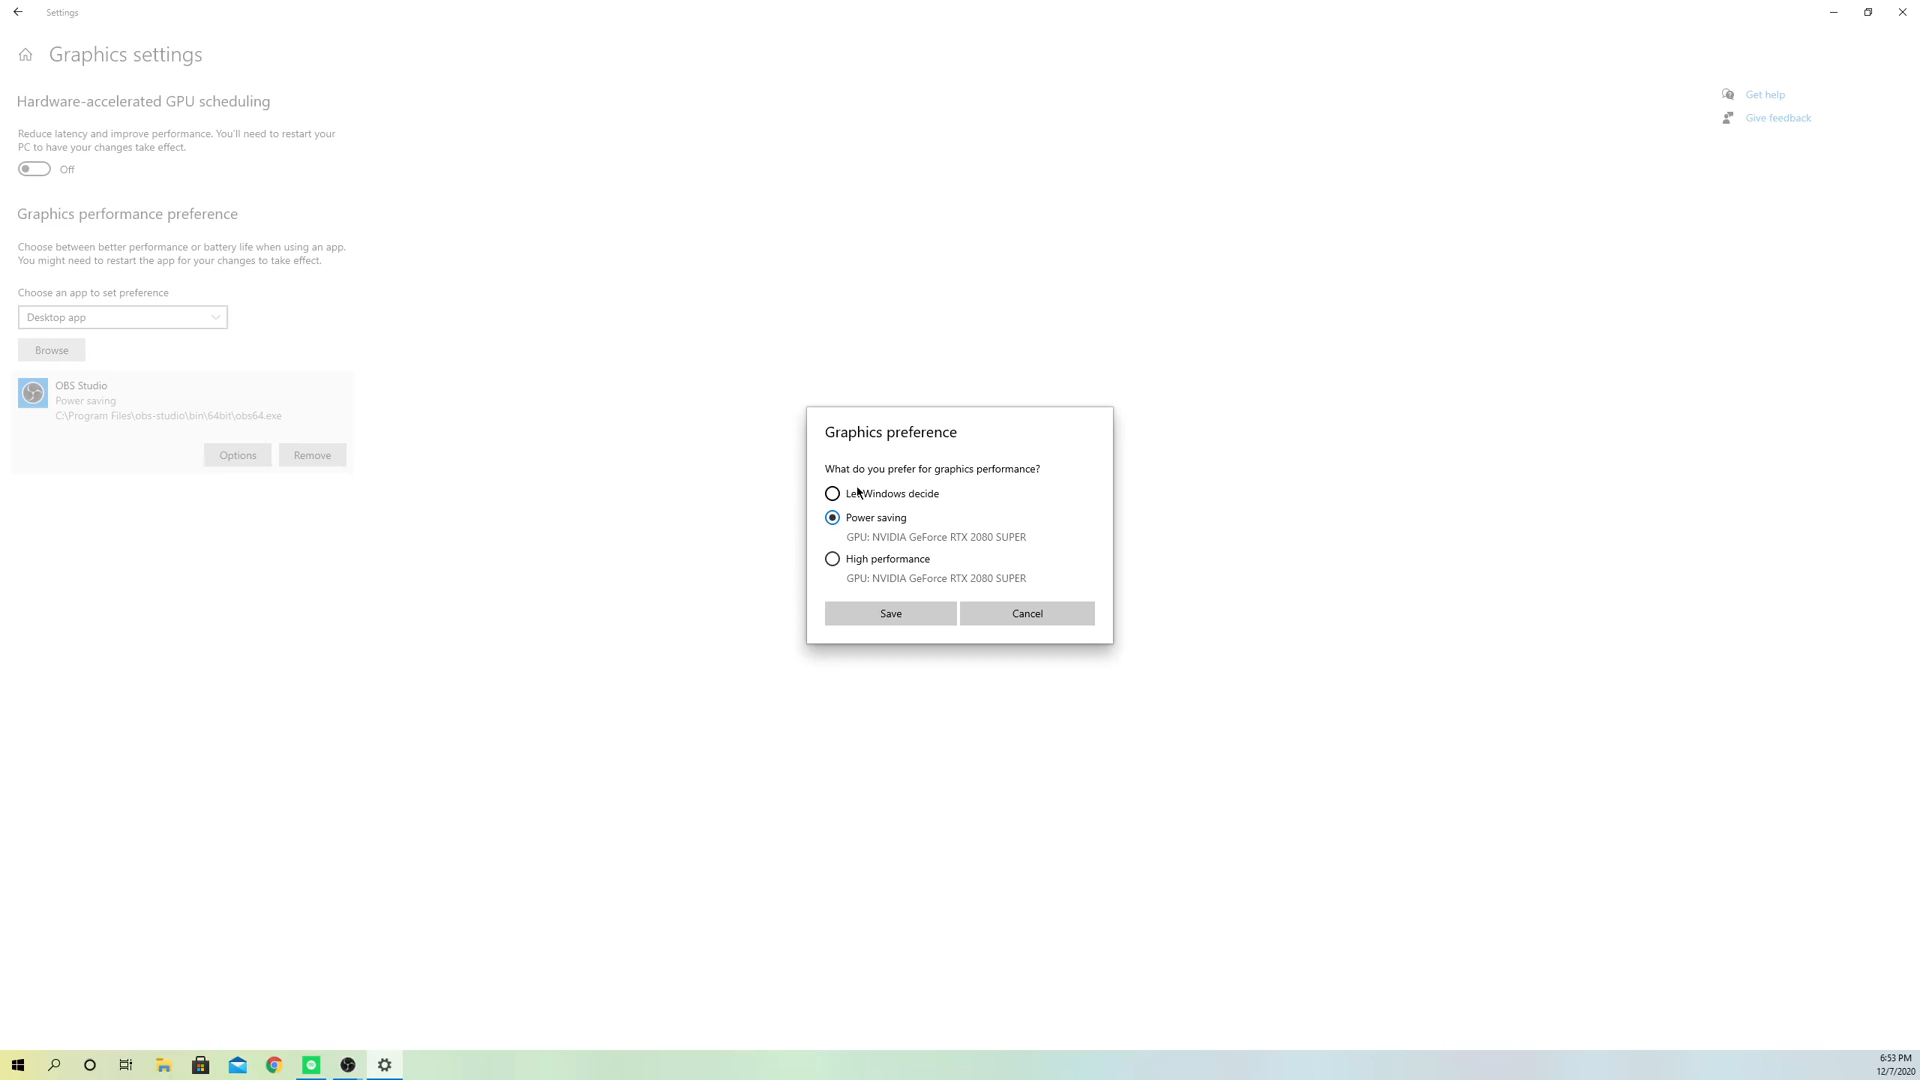 Settings
Graphics settings
Hardware-accelerated GPU scheduling
Reduce latency and improve performance. You'll need to restart your
PC to have your changes take effect.
Off
Graphics performance preference
Choose between better performance or battery life when using an app.
You might need to restart the app for your changes to take effect.
Choose an app to set preference
Desktop app
Browse
OBS Studio
Power saving
C:\Program Files\obs-studio\bin\64bit\obs64.exe
Options Remove
Get help
Give feedback
Graphics preference
What do you prefer for graphics performance?
Windows decide
Power saving
GPU: NVIDIA GeForce RTX 2080 SUPER
High performance
GPU: NVIDIA GeForce RTX 2080 SUPER
Save Cancel
6:53 PM
12/7/2020